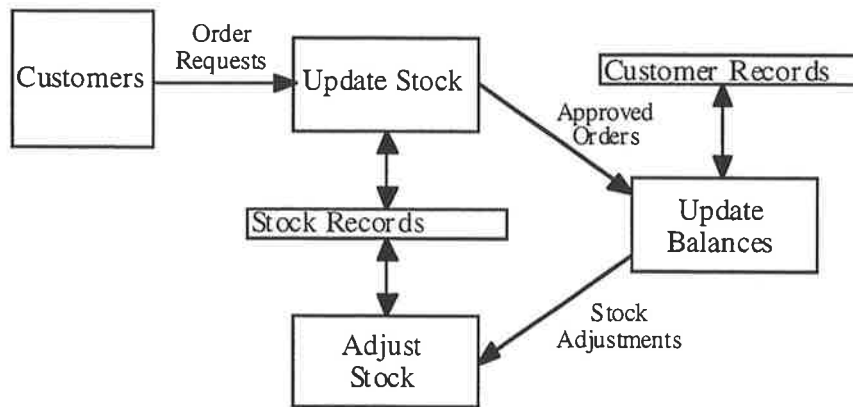 Customers
Order
Requests
Update Stock
Customer Records
Approved
Orders
Stock Records
Update
Balances
Adjust
Stock
Stock
Adjustments